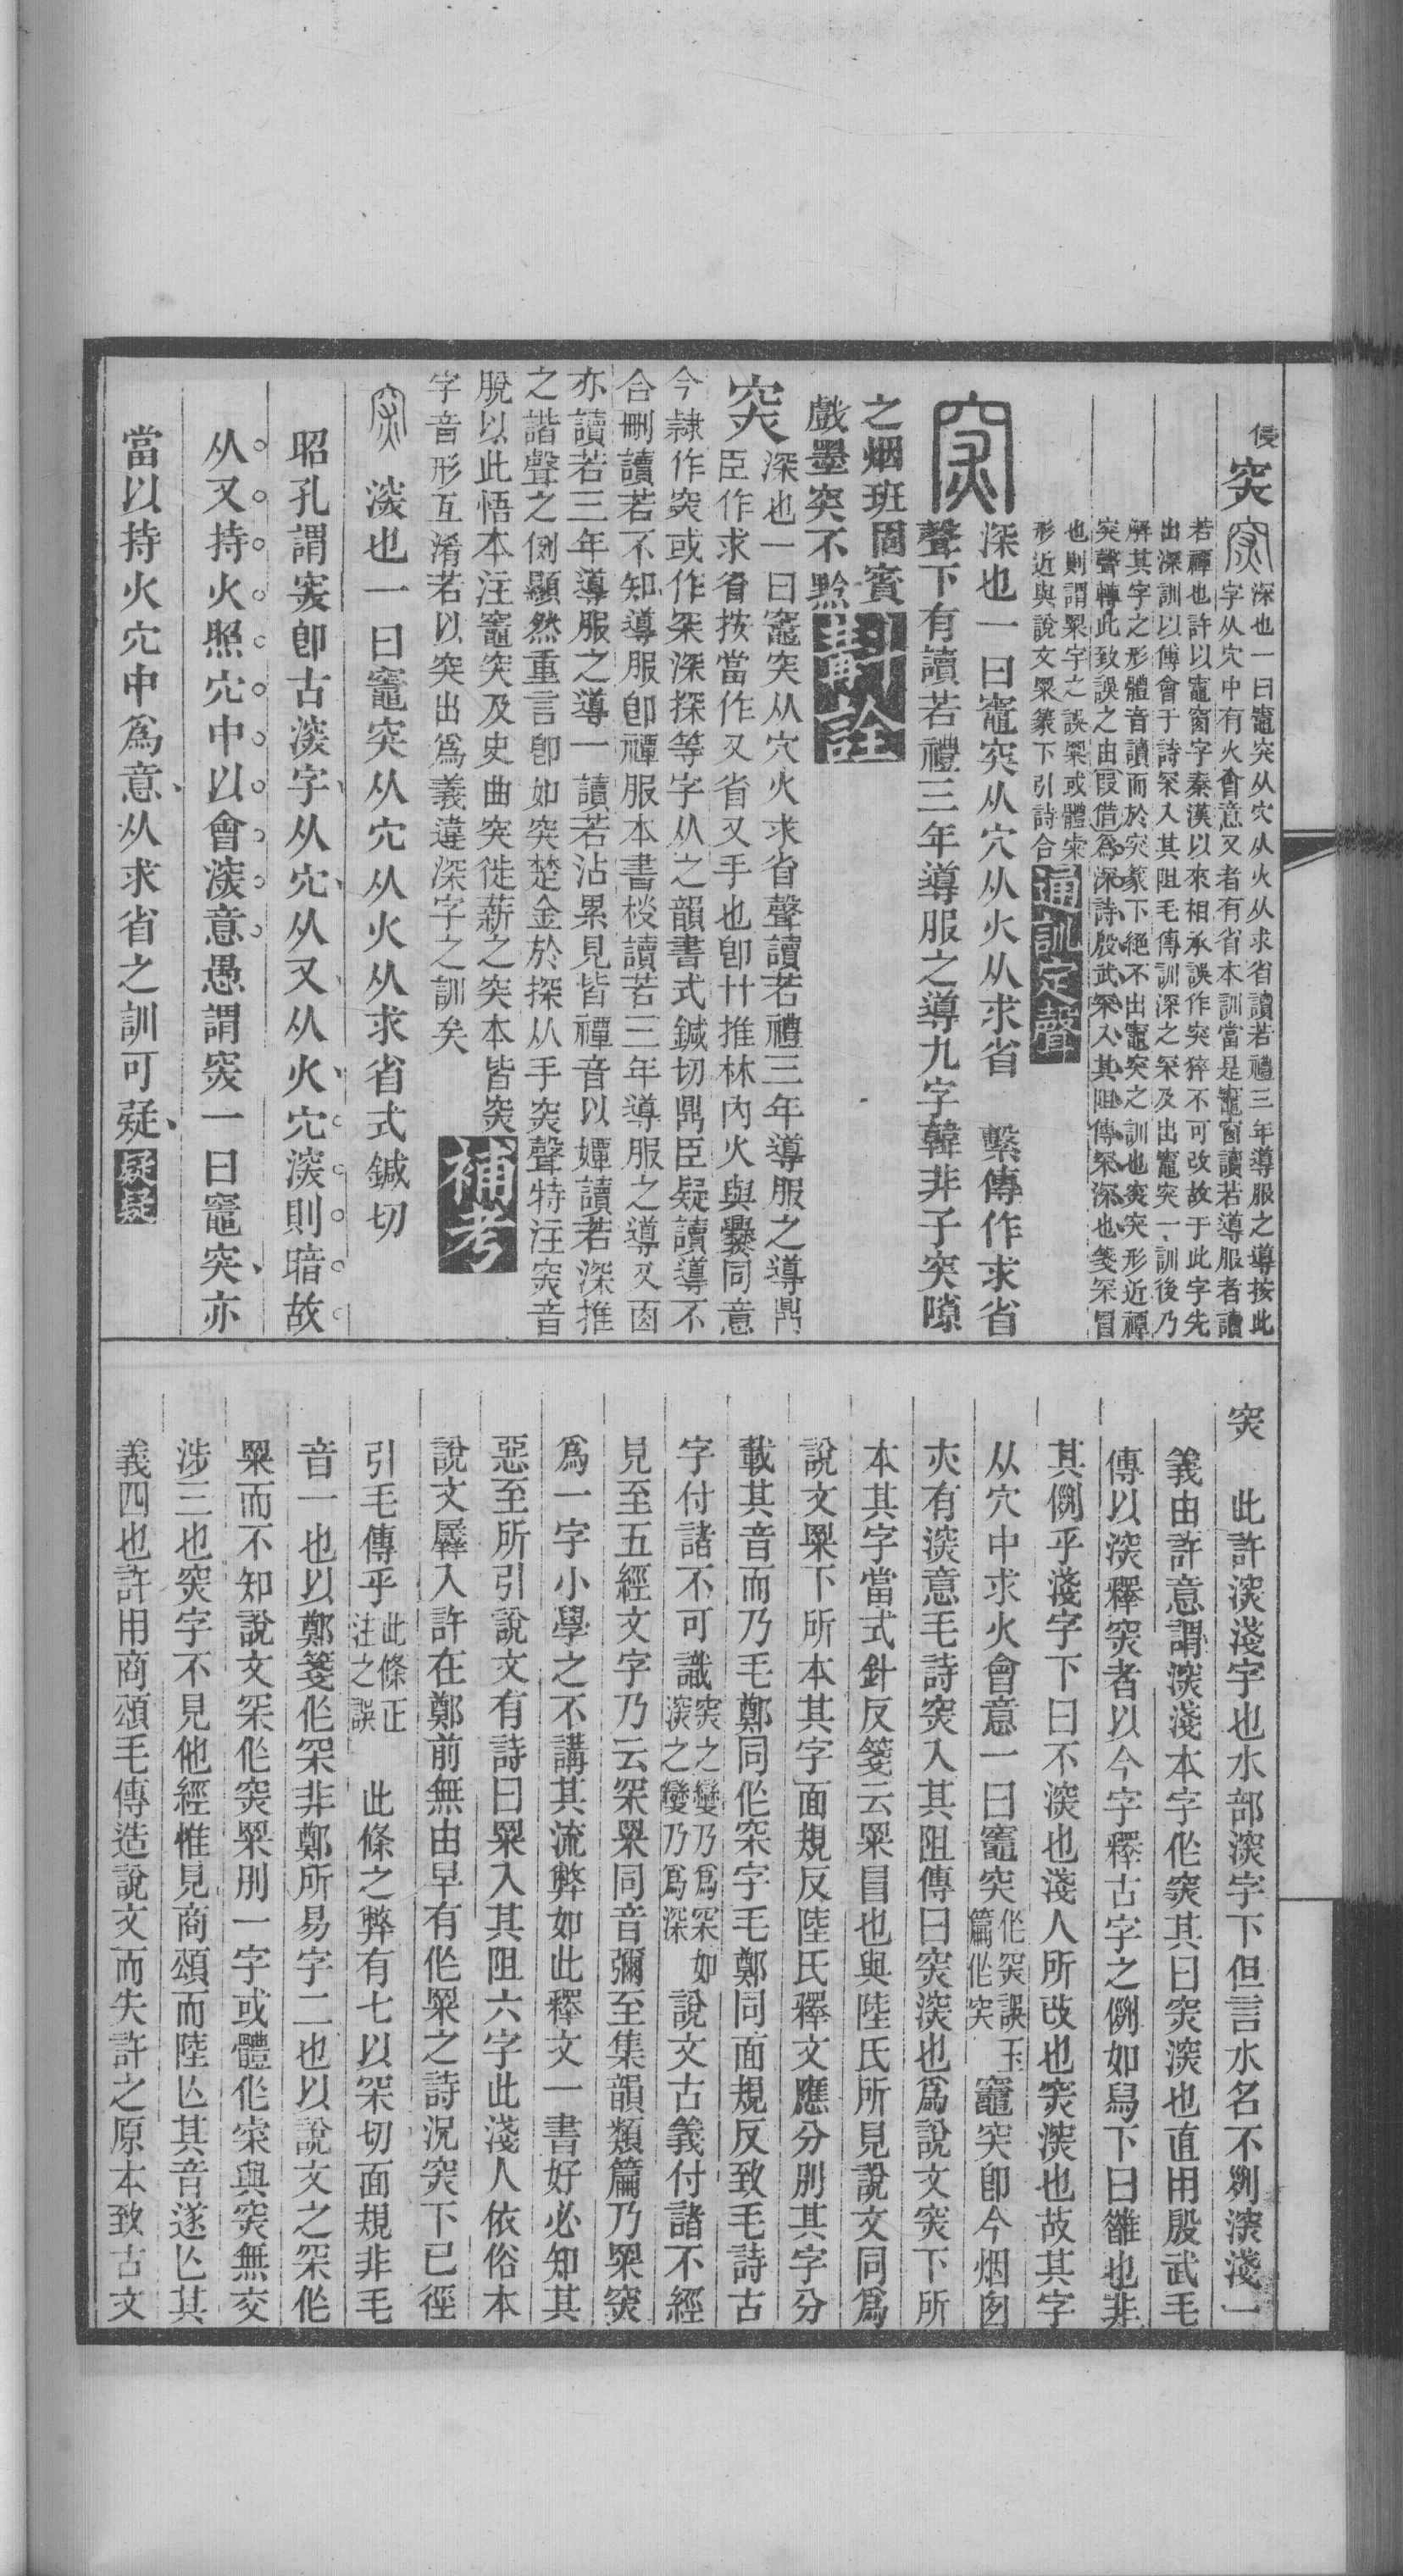 侵
突
深也一曰竈突从穴从火从求省讀若禮三年導服之導按此
字从穴中有火會意又者有省本訓當是竈窗讀若導服者讀
若禫也許以竈窗字秦漢以來相承誤作突猝不可改故于此字先
出深訓以傅會于詩罙入其阻毛傳訓深之罙及出竈突一訓後乃
解其字之形體音讀而於突篆下絕不出竈突之訓也突突形近禫
突聲轉此致誤之由叚借爲深詩殷武罙入其阻傳罙深也箋罙冒
也則謂冞字之誤冞或體𡩡
形近與說文冞篆下引詩合
通訓定聲
深也一曰竈突从穴从火从求省 繫傳作求省
聲下有讀若禮三年導服之導九字韓非子突隙
之烟班固賓
戲墨突不黔
斠詮
突
深也一曰竈突从穴火求省聲讀若禮三年導服之導鼎
臣作求省按當作又省又手也卽廾推林內火與爨同意
今隸作突或作罙深探等字从之韻書式鍼切鼎臣疑讀導不
合刪讀若不知導服卽禫服本書棪讀若三年導服之導又㐁
亦讀若三年導服之導一讀若沾累見皆禫音以嬋讀若深推
之諧聲之例顯然重言卽如突楚金於探从手突聲特注突音
脫以此悟本注竈突及史曲突徙薪之突本皆突
字音形互淆若以突出爲義違深字之訓矣
補考
深也一曰竈突从穴从火从求省式鍼切
昭孔謂突卽古深字从穴从又从火穴深則暗故
从又持火照穴中以會深意愚謂突一曰竈突亦
當以持火穴中爲意从求省之訓可疑
疑疑
突 此許深淺字也水部深字下但言水名不列深淺一
義由許意謂深淺本字作突其曰突深也直用殷武毛
傳以深釋突者以今字釋古字之例如舄下曰雒也非
其例乎淺字下曰不深也淺人所改也突深也故其字
从穴中求火會意一曰竈突
作突誤玉
篇作突
竈突卽今烟囱
夾有深意毛詩突入其阻傳曰突深也爲說文突下所
本其字當式針反箋云冞冒也與陸氏所見說文同爲
說文冞下所本其字面規反陸氏釋文應分別其字分
載其音而乃毛鄭同作罙字毛鄭同面規反致毛詩古
字付諸不可識
突之變乃爲罙如
深之變乃爲深
說文古義付諸不經
見至五經文字乃云罙冞同音彌至集韻類篇乃冞突
爲一字小學之不講其流弊如此釋文一書好必知其
惡至所引說文有詩曰冞入其阻六字此淺人依俗本
說文羼入許在鄭前無由早有作冞之詩況突下已徑
引毛傳乎
此條正
注之誤
此條之弊有七以罙切面規非毛
音一也以鄭箋作罙非鄭所易字二也以說文之罙作
冞而不知說文罙作突冞別一字或體作𡩡與突無交
涉三也突字不見他經惟見商頌而陸亾其音遂亾其
義四也許用商頌毛傳造說文而失許之原本致古文